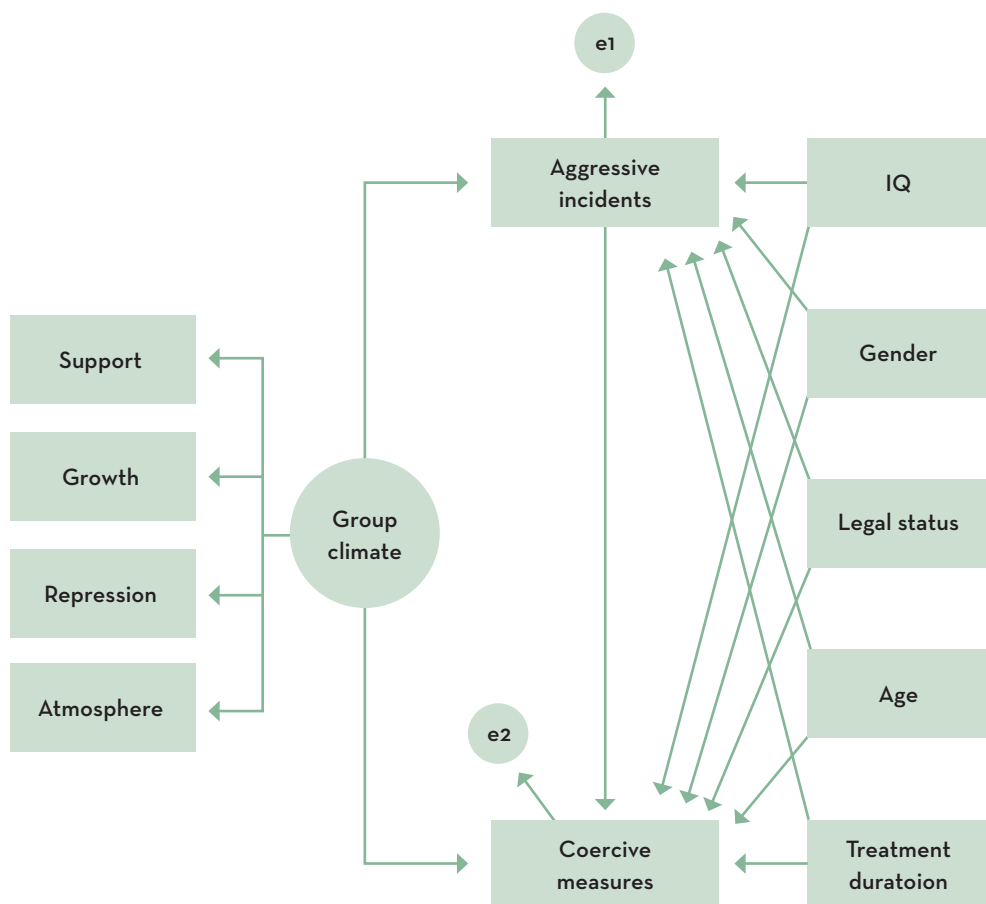 e1
Aggressive
incidents
IQ
Gender
Support
Growth
Group
climate
Legal status
Repression
Age
Atmosphere
e2
Coercive
measures
Treatment
duratoion